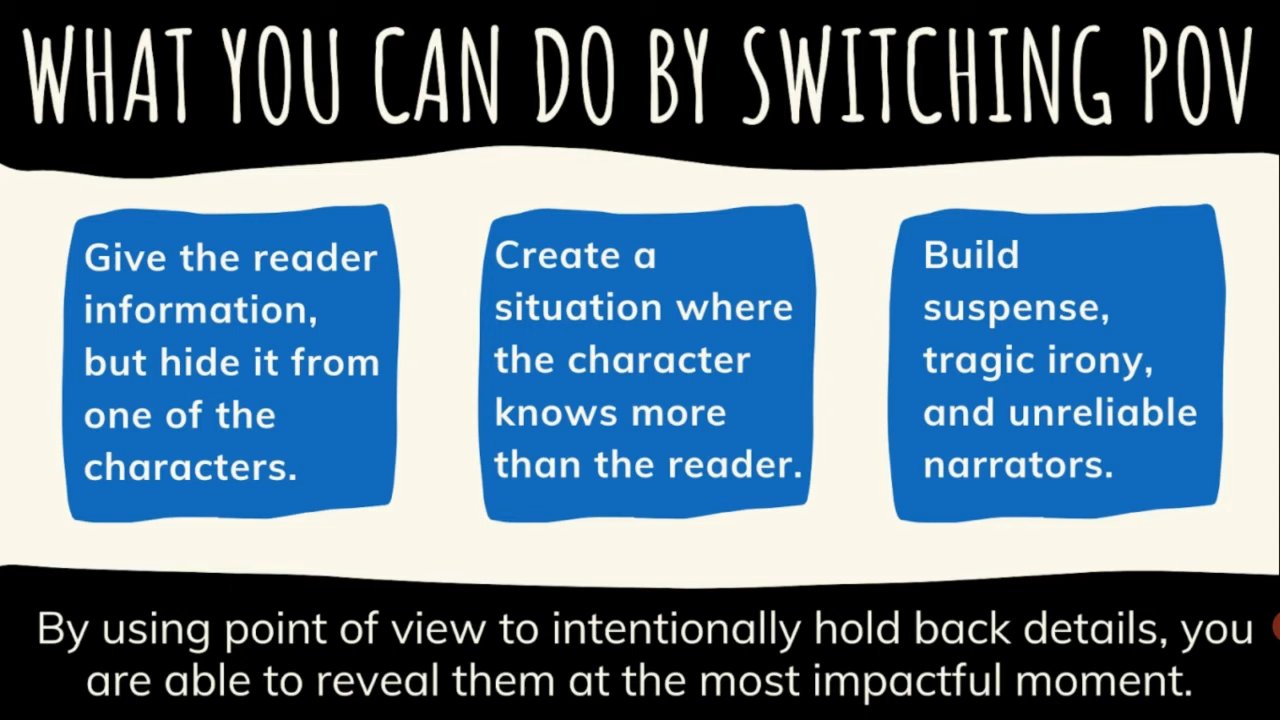 WHAT YOU CAN DO BY SWITCHING POV
Give the reader
information,
but hide it from
one of the
characters.
Create a
situation where
the character
knows more
than the reader.
Build
suspense,
tragic irony,
and unreliable
narrators.
By using point of view to intentionally hold back details, you
are able to reveal them at the most impactful moment.